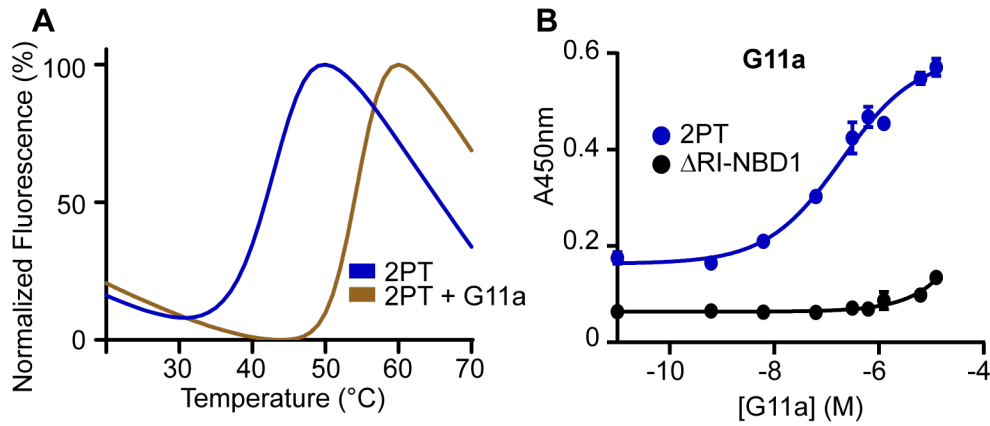 A
Normalized Fluorescence (%)
100
50
0
30
40
50
60
70
Temperature (°C)
2PT
2PT + G11a
B
G11a
A450nm
0.6
0.4
0.2
0
2PT
ΔRI-NBD1
-10
-8
-6
-4
[G11a] (M)